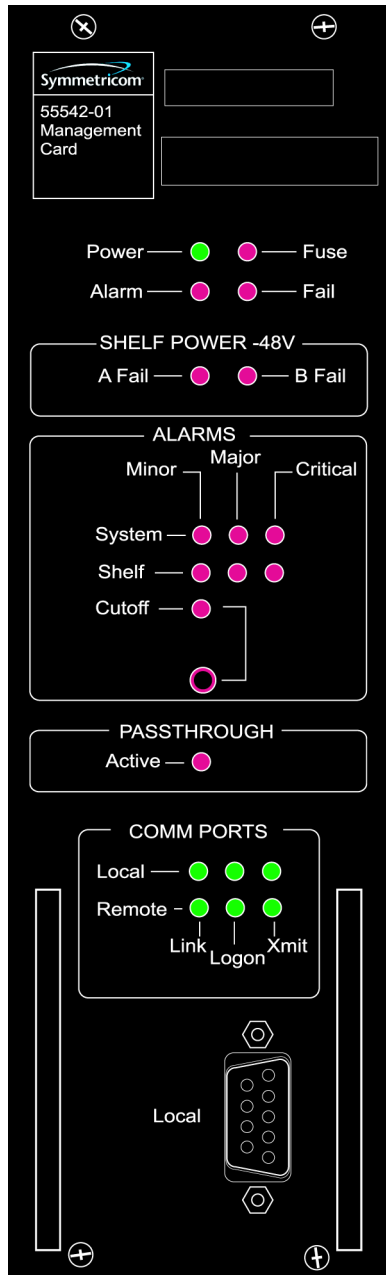 Symmetricom
55542-01
Management
Card
Power
Fuse
Alarm
Fail
SHELF POWER -48V
A Fail
B Fail
ALARMS
Minor
Major
Critical
System
Shelf
Cutoff
PASSTHROUGH
Active
COMM PORTS
Local
Remote
Link
Logon
Xmit
Local